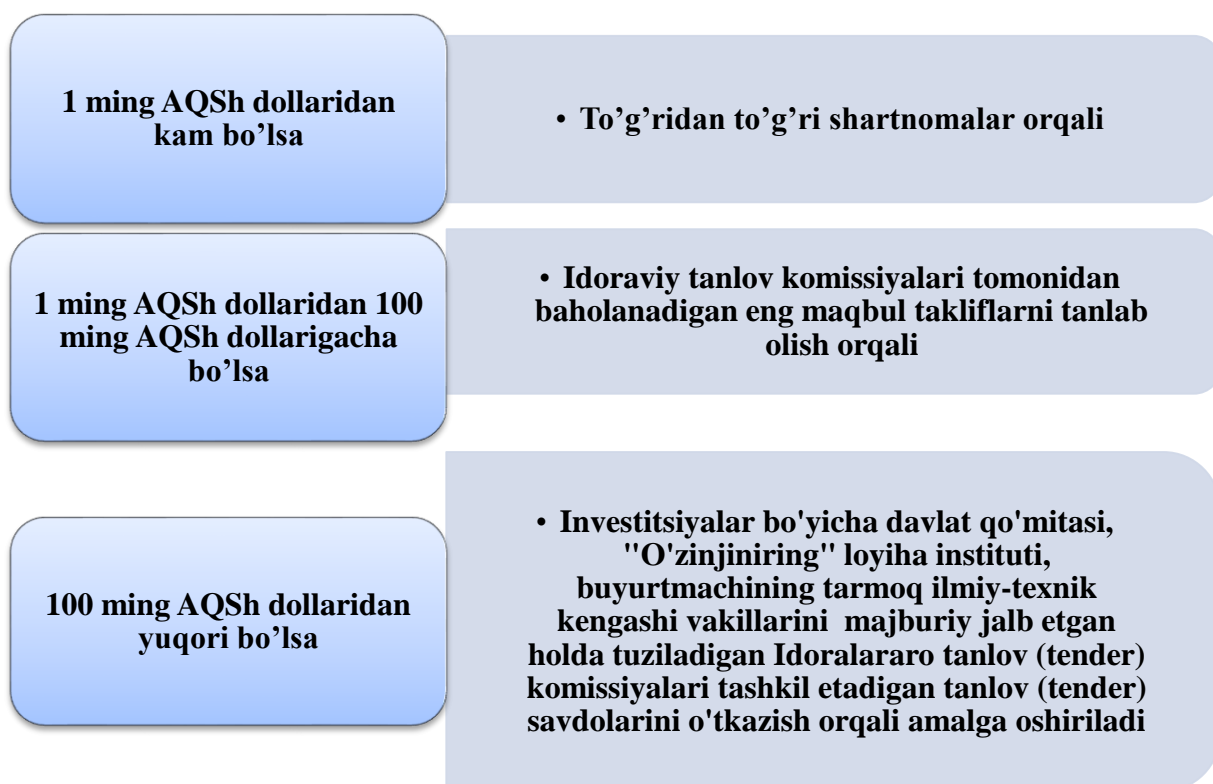 1 ming AQSh dollaridan
kam bo’lsa
• To’g’ridan to’g’ri shartnomalar orqali
1 ming AQSh dollaridan 100
ming AQSh dollarigacha
bo’lsa
• Idoraviy tanlov komissiyalari tomonidan
baholanadigan eng maqbul takliflarni tanlab
olish orqali
100 ming AQSh dollaridan
yuqori bo’lsa
• Investitsiyalar bo'yicha davlat qo'mitasi,
"O'zinjiniring" loyiha instituti,
buyurtmachining tarmoq ilmiy-texnik
kengashi vakillarini majburiy jalb etgan
holda tuziladigan Idoralararo tanlov (tender)
komissiyalari tashkil etadigan tanlov (tender)
savdolarini o'tkazish orqali amalga oshiriladi